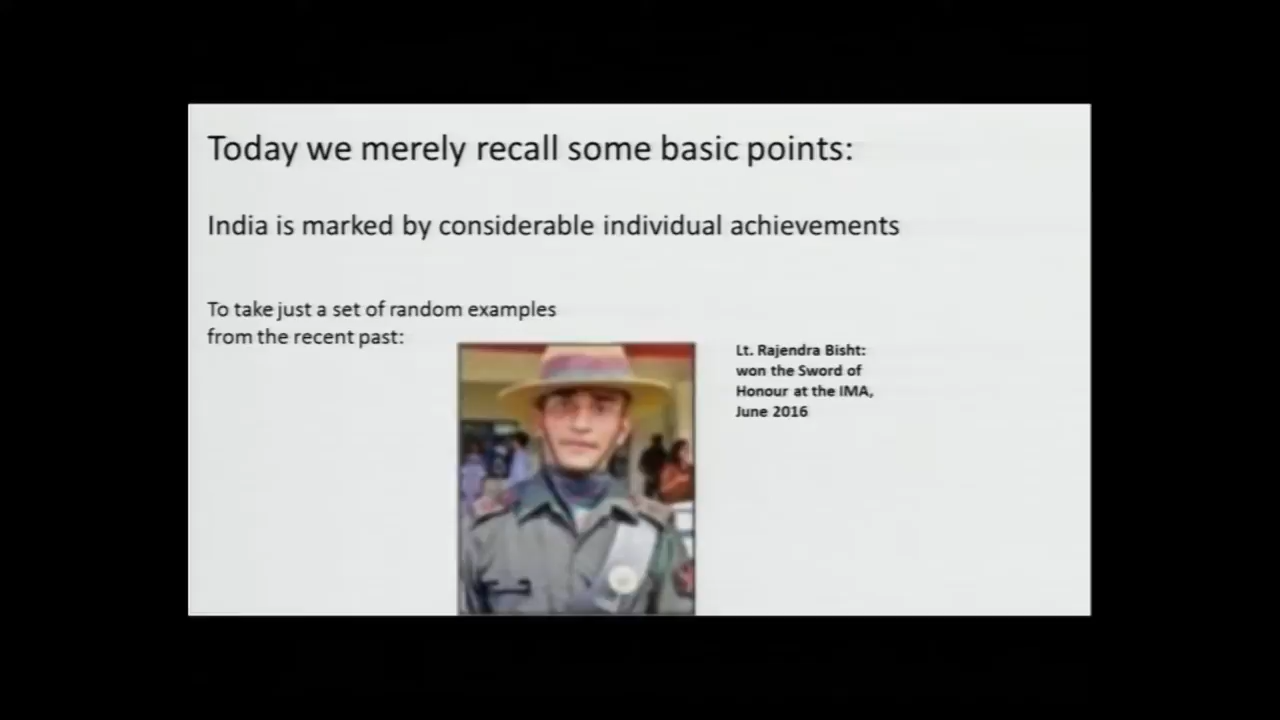 Today we merely recall some basic points:
India is marked by considerable individual achievements
To take just a set of random examples
from the recent past:
Lt. Rajendra Bisht:
won the Sword of
Honour at the IMA,
June 2016